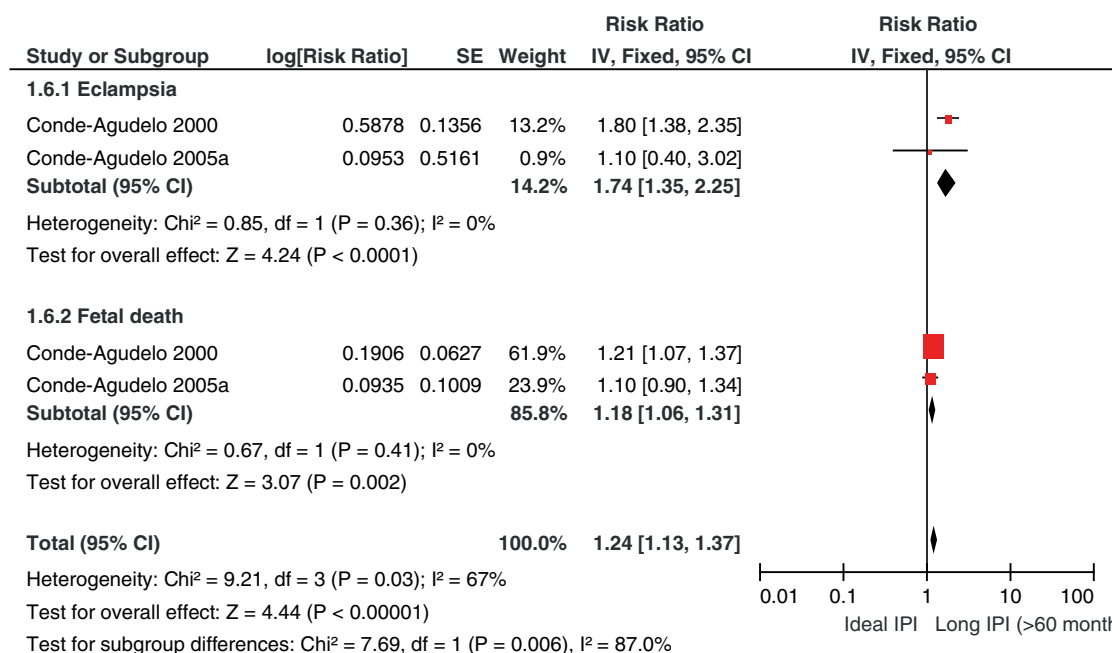 Risk Ratio Risk Ratio
Study or Subgroup log[Risk Ratio] SE Weight IV, Fixed, 95% CI IV, Fixed, 95% CI
1.6.1 Eclampsia
Conde-Agudelo 2000 0.5878 0.1356 13.2% 1.80 [1.38, 2.35]
Conde-Agudelo 2005a 0.0953 0.5161 0.9% 1.10 [0.40, 3.02]
Subtotal (95% CI) 14.2% 1.74 [1.35, 2.25]
Heterogeneity: Chi² = 0.85, df = 1 (P = 0.36); I² = 0%
Test for overall effect: Z = 4.24 (P < 0.0001)
1.6.2 Fetal death
Conde-Agudelo 2000 0.1906 0.0627 61.9% 1.21 [1.07, 1.37]
Conde-Agudelo 2005a 0.0935 0.1009 23.9% 1.10 [0.90, 1.34]
Subtotal (95% CI) 85.8% 1.18 [1.06, 1.31]
Heterogeneity: Chi² = 0.67, df = 1 (P = 0.41); I² = 0%
Test for overall effect: Z = 3.07 (P = 0.002)
Total (95% CI) 100.0% 1.24 [1.13, 1.37]
Heterogeneity: Chi² = 9.21, df = 3 (P = 0.03); I² = 67%
Test for overall effect: Z = 4.44 (P < 0.00001)
Test for subgroup differences: Chi² = 7.69, df = 1 (P = 0.006), I² = 87.0%
0.01 0.1 1 10 100
Ideal IPI Long IPI (>60 month